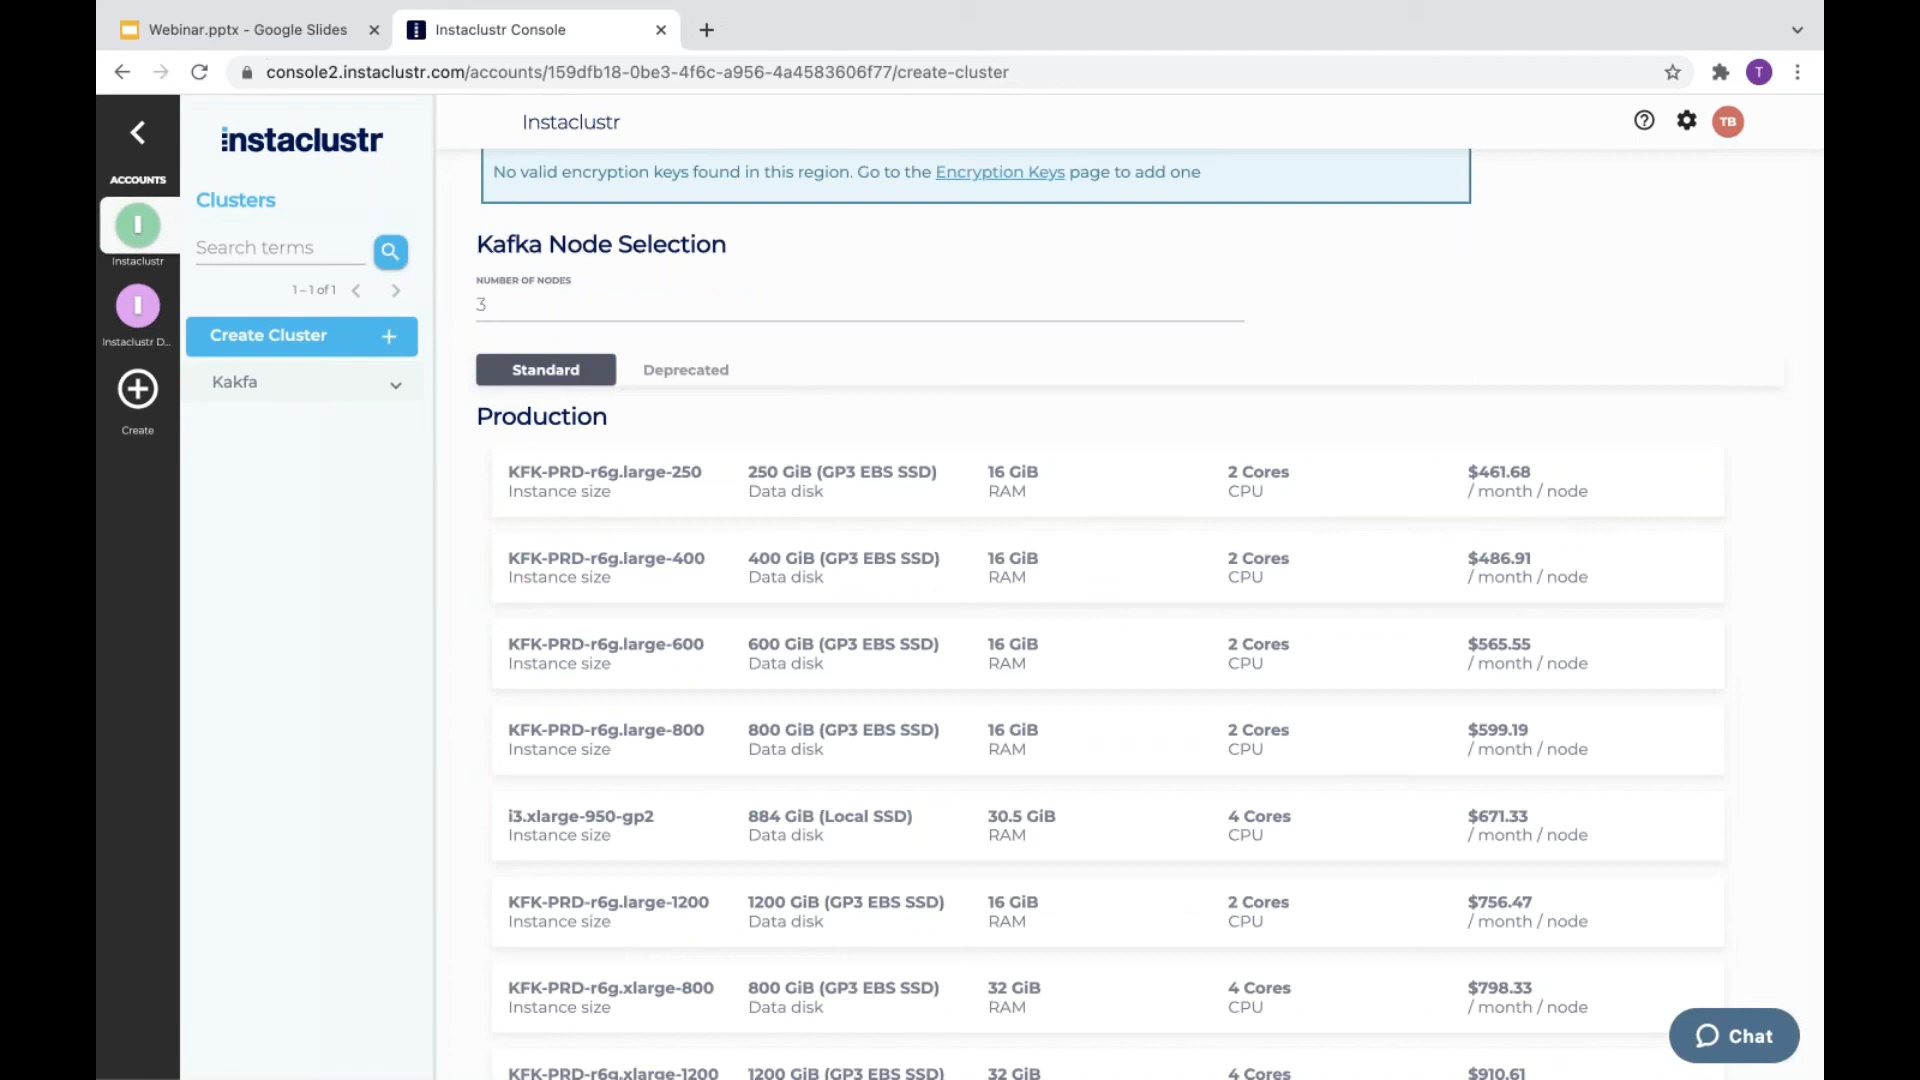 Webinar.pptx - Google Slides
Instaclustr Console
console2.instaclustr.com/accounts/159dfb18-0be3-4f6c-a956-4a4583606f77/create-cluster
T
ACCOUNTS
I
Instaclustr
I
Instaclustr D...
Create
instaclustr
Clusters
Search terms
1 – 1 of 1
Create Cluster +
Kakfa
Instaclustr
TB
No valid encryption keys found in this region. Go to the Encryption Keys page to add one
Kafka Node Selection
NUMBER OF NODES
3
Standard Deprecated
Production
KFK-PRD-r6g.large-250 250 GiB (GP3 EBS SSD) 16 GiB 2 Cores $461.68
Instance size Data disk RAM CPU / month / node
KFK-PRD-r6g.large-400 400 GiB (GP3 EBS SSD) 16 GiB 2 Cores $486.91
Instance size Data disk RAM CPU / month / node
KFK-PRD-r6g.large-600 600 GiB (GP3 EBS SSD) 16 GiB 2 Cores $565.55
Instance size Data disk RAM CPU / month / node
KFK-PRD-r6g.large-800 800 GiB (GP3 EBS SSD) 16 GiB 2 Cores $599.19
Instance size Data disk RAM CPU / month / node
i3.xlarge-950-gp2 884 GiB (Local SSD) 30.5 GiB 4 Cores $671.33
Instance size Data disk RAM CPU / month / node
KFK-PRD-r6g.large-1200 1200 GiB (GP3 EBS SSD) 16 GiB 2 Cores $756.47
Instance size Data disk RAM CPU / month / node
KFK-PRD-r6g.xlarge-800 800 GiB (GP3 EBS SSD) 32 GiB 4 Cores $798.33
Instance size Data disk RAM CPU / month / node
KFK-PRD-r6g.xlarge-1200 1200 GiB (GP3 EBS SSD) 32 GiB 4 Cores $910.61
Chat